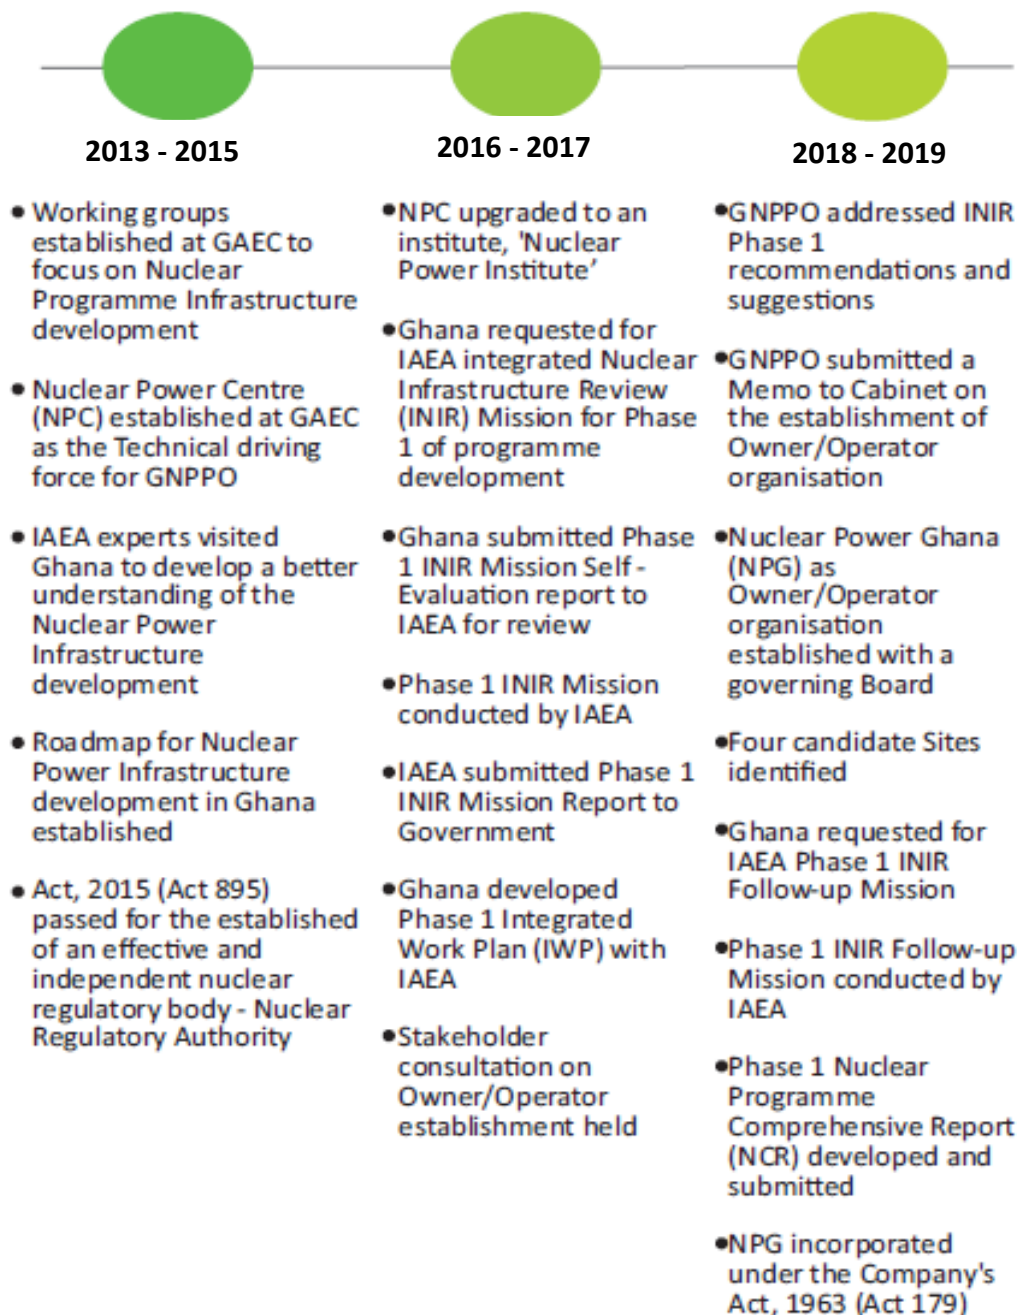 2013 - 2015
• Working groups
established at GAEC to
focus on Nuclear
Programme Infrastructure
development
• Nuclear Power Centre
(NPC) established at GAEC
as the Technical driving
force for GNPPO
• IAEA experts visited
Ghana to develop a better
understanding of the
Nuclear Power
Infrastructure
development
• Roadmap for Nuclear
Power Infrastructure
development in Ghana
established
• Act, 2015 (Act 895)
passed for the established
of an effective and
independent nuclear
regulatory body - Nuclear
Regulatory Authority
2016 - 2017
•NPC upgraded to an
institute, 'Nuclear
Power Institute’
•Ghana requested for
IAEA integrated Nuclear
Infrastructure Review
(INIR) Mission for Phase
1 of programme
development
•Ghana submitted Phase
1 INIR Mission Self -
Evaluation report to
IAEA for review
•Phase 1 INIR Mission
conducted by IAEA
•IAEA submitted Phase 1
INIR Mission Report to
Government
•Ghana developed
Phase 1 Integrated
Work Plan (IWP) with
IAEA
•Stakeholder
consultation on
Owner/Operator
establishment held
2018 - 2019
•GNPPO addressed INIR
Phase 1
recommendations and
suggestions
•GNPPO submitted a
Memo to Cabinet on
the establishment of
Owner/Operator
organisation
•Nuclear Power Ghana
(NPG) as
Owner/Operator
organisation
established with a
governing Board
•Four candidate Sites
identified
•Ghana requested for
IAEA Phase 1 INIR
Follow-up Mission
•Phase 1 INIR Follow-up
Mission conducted by
IAEA
•Phase 1 Nuclear
Programme
Comprehensive Report
(NCR) developed and
submitted
•NPG incorporated
under the Company's
Act, 1963 (Act 179)